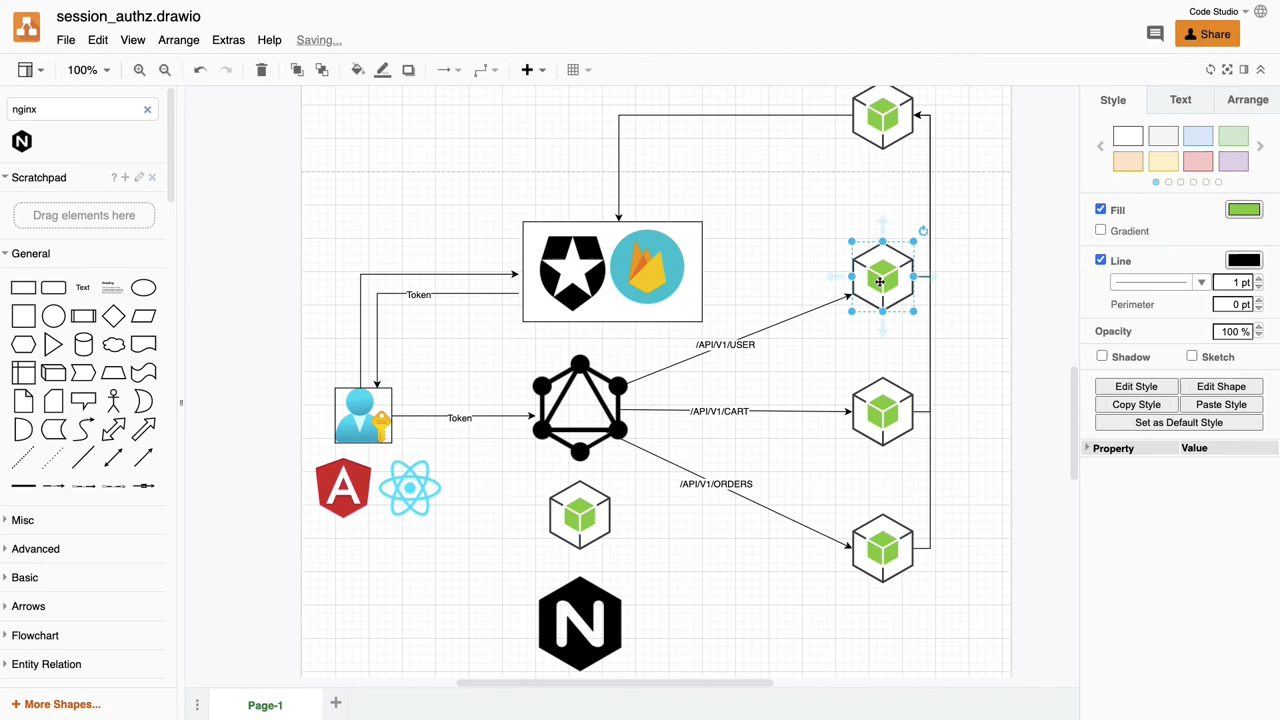 session_authz.drawio
Code Studio
File Edit View Arrange Extras Help Saving...
Share
100%
nginx
Scratchpad
?
Drag elements here
General
Text
Heading
Misc
Advanced
Basic
Arrows
Flowchart
Entity Relation
+ More Shapes...
Page-1
Token
Token
/API/V1/USER
/API/V1/CART
/API/V1/ORDERS
A
N
Style Text Arrange
Fill
Gradient
Line
1 pt
Perimeter
0 pt
Opacity
100 %
Shadow
Sketch
Edit Style Edit Shape
Copy Style Paste Style
Set as Default Style
Property Value